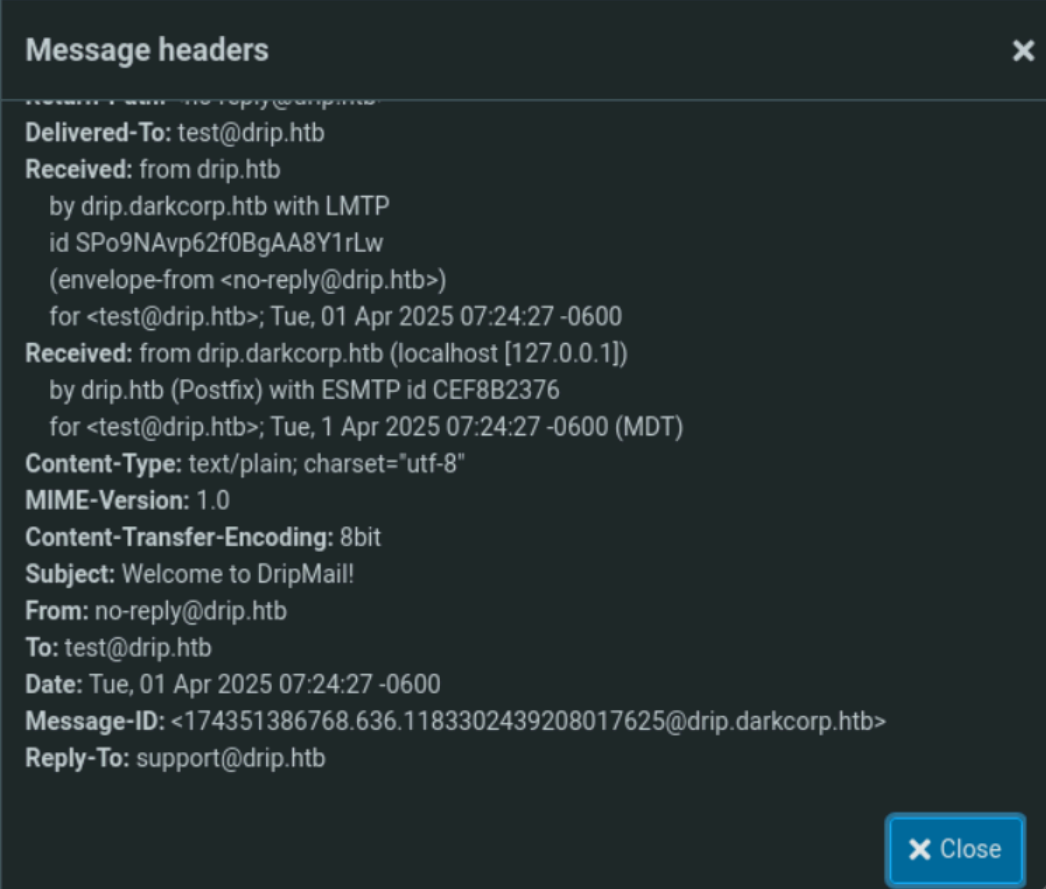 Message headers
Return-Path: <no-reply@drip.htb>
Delivered-To: test@drip.htb
Received: from drip.htb
by drip.darkcorp.htb with LMTP
id SPo9NAvp62f0BgAA8Y1rLw
(envelope-from <no-reply@drip.htb>)
for <test@drip.htb>; Tue, 01 Apr 2025 07:24:27 -0600
Received: from drip.darkcorp.htb (localhost [127.0.0.1])
by drip.htb (Postfix) with ESMTP id CEF8B2376
for <test@drip.htb>; Tue, 1 Apr 2025 07:24:27 -0600 (MDT)
Content-Type: text/plain; charset="utf-8"
MIME-Version: 1.0
Content-Transfer-Encoding: 8bit
Subject: Welcome to DripMail!
From: no-reply@drip.htb
To: test@drip.htb
Date: Tue, 01 Apr 2025 07:24:27 -0600
Message-ID: <174351386768.636.1183302439208017625@drip.darkcorp.htb>
Reply-To: support@drip.htb
Close